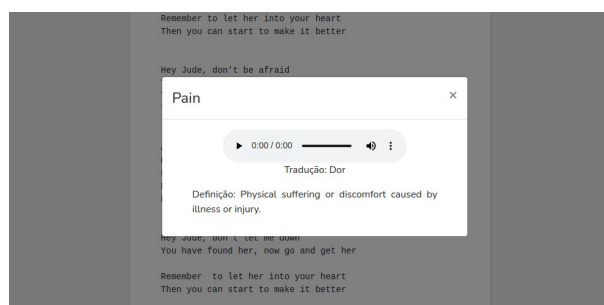 Remember to let her into your heart
Then you can start to make it better
Hey Jude, don't be afraid
Pain
×
0:00 / 0:00
Tradução: Dor
Definição: Physical suffering or discomfort caused by
illness or injury.
Hey Jude, don't let me down
You have found her, now go and get her
Remember to let her into your heart
Then you can start to make it better